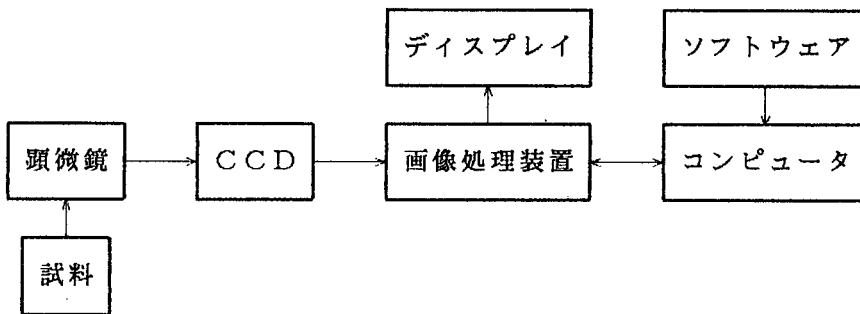 ディスプレイ
ソフトウェア
顕微鏡
CCD
画像処理装置
コンピュータ
試料